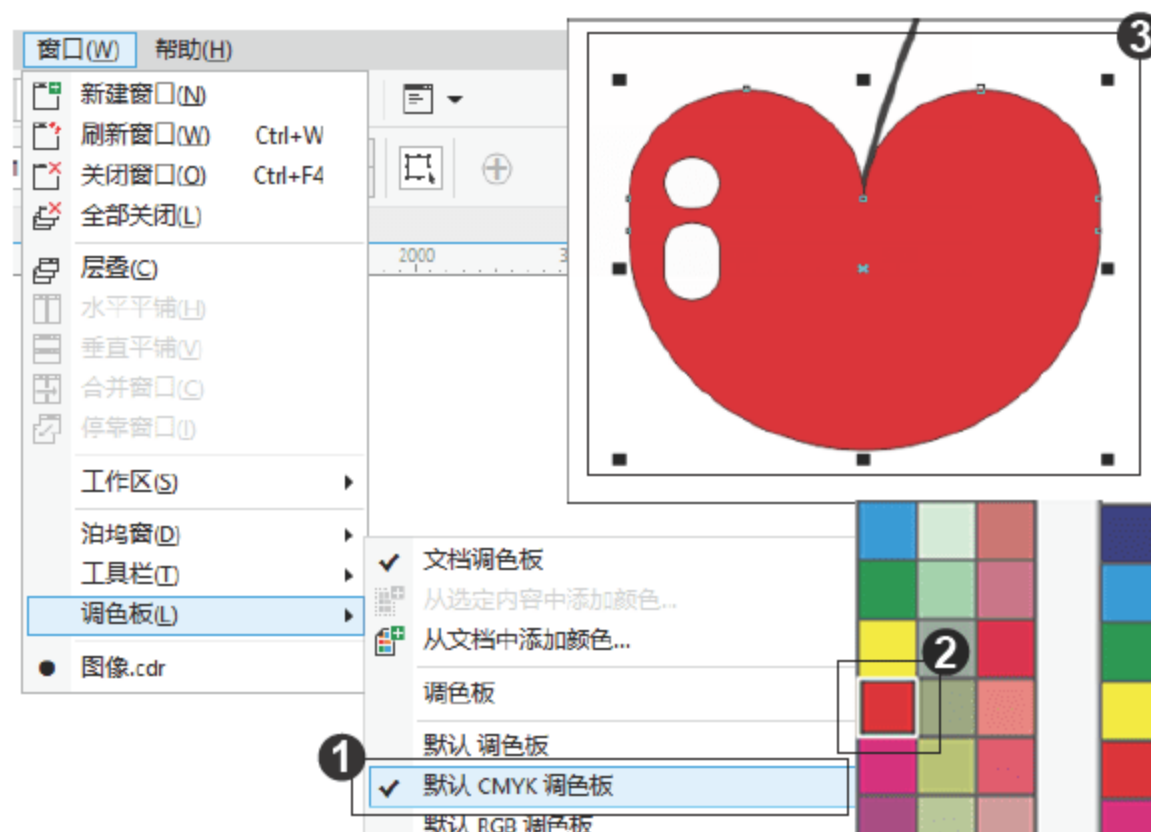 窗口(W) 帮助(H)
新建窗口(N)
刷新窗口(W) Ctrl+W
关闭窗口(O) Ctrl+F4
全部关闭(L)
层叠(C)
水平平铺(H)
垂直平铺(V)
合并窗口(C)
停靠窗口(I)
工作区(S)
泊坞窗(D)
工具栏(T)
调色板(L)
图像.cdr
2000
3
文档调色板
从选定内容中添加颜色...
从文档中添加颜色...
调色板
默认 调色板
默认 CMYK 调色板
默认 RGB 调色板
1
2
3